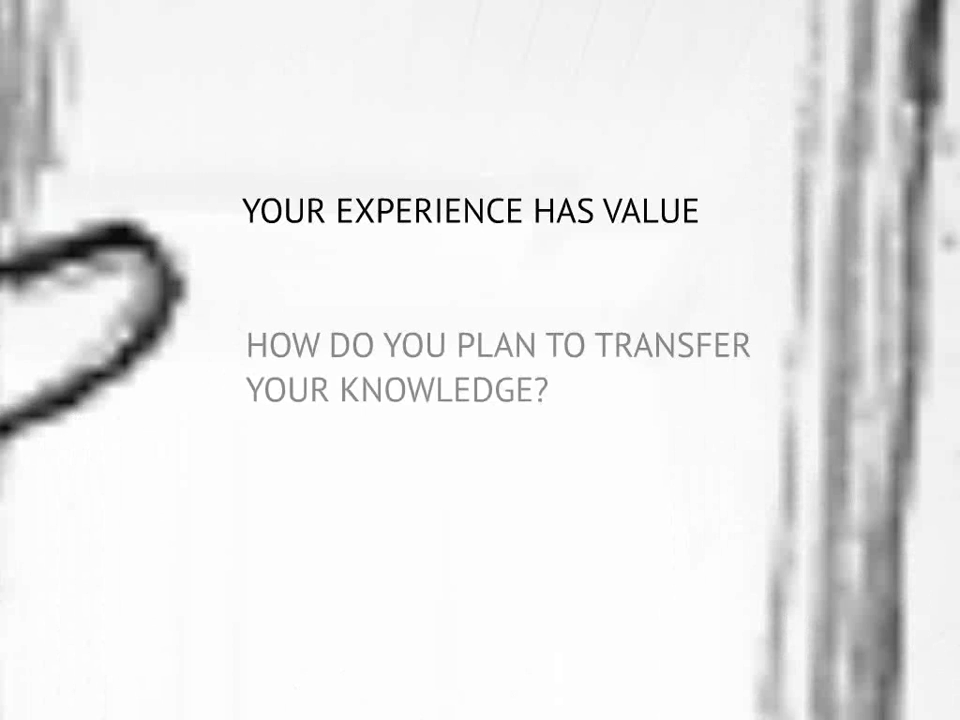 YOUR EXPERIENCE HAS VALUE
HOW DO YOU PLAN TO TRANSFER
YOUR KNOWLEDGE?